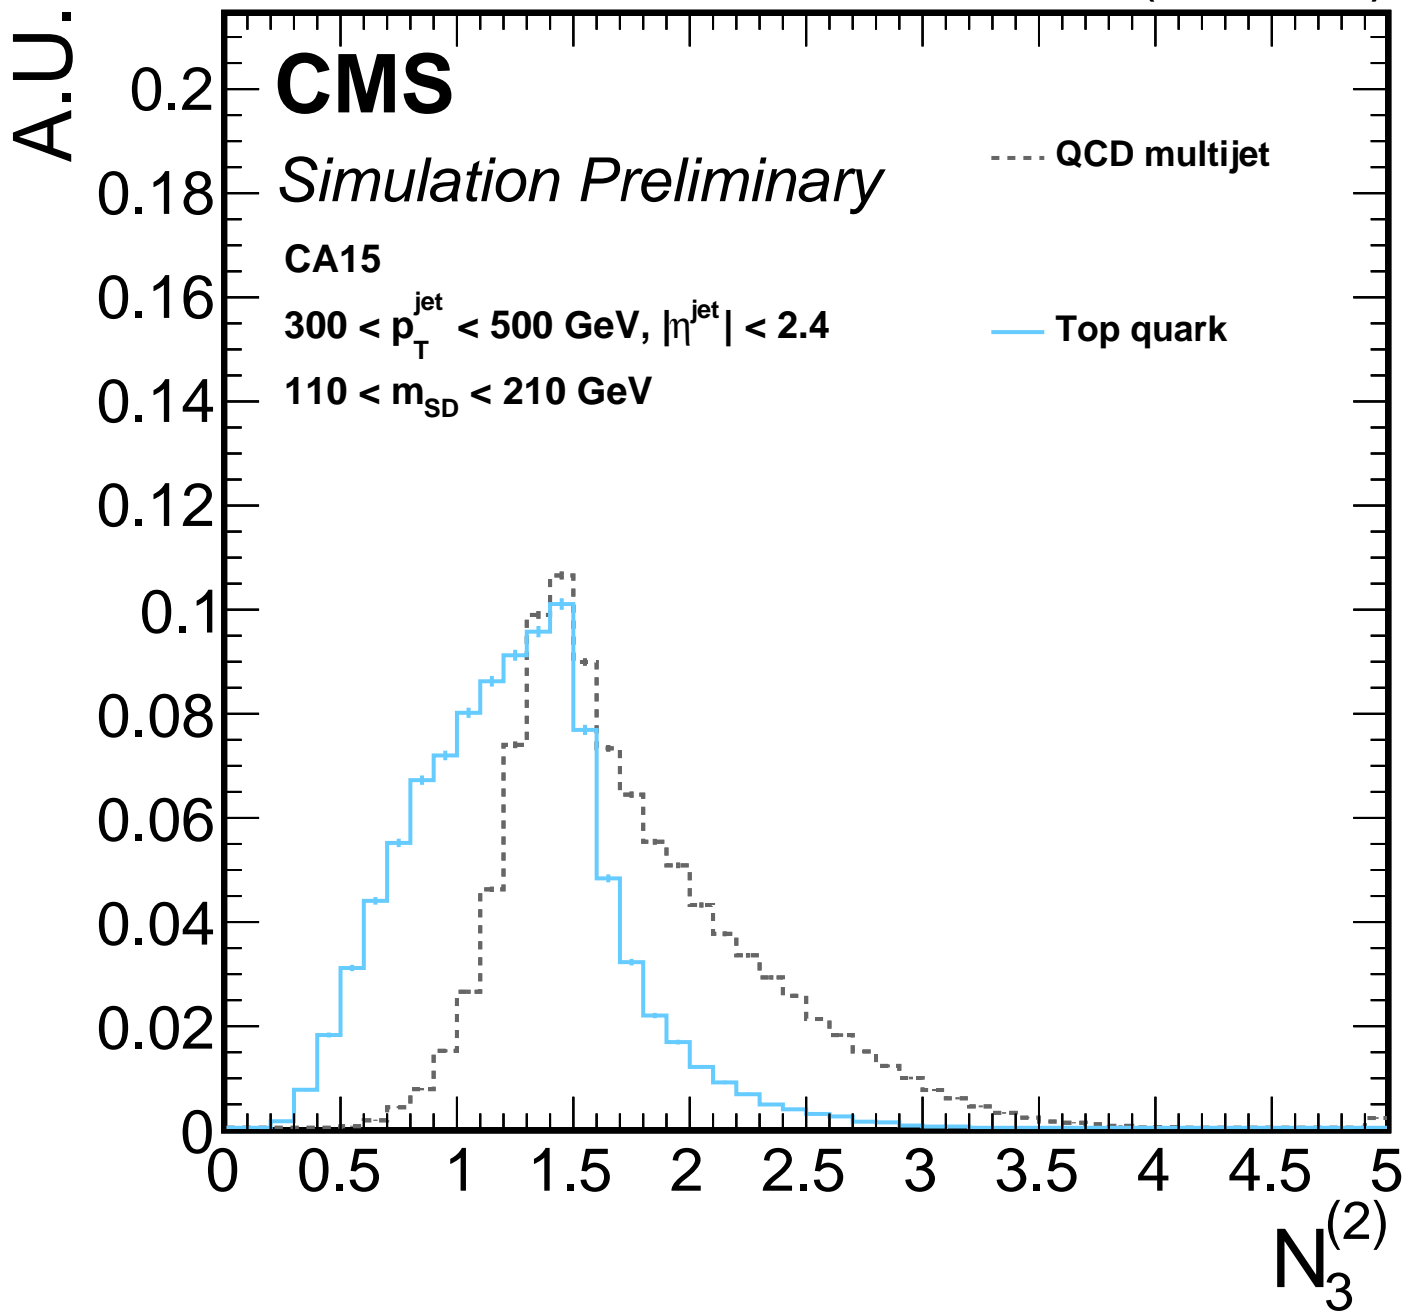 A.U.
CMS
Simulation Preliminary
CA15
300 < p_T^jet < 500 GeV, |η^jet| < 2.4
110 < m_SD < 210 GeV
QCD multijet
Top quark
0.2
0.18
0.16
0.14
0.12
0.1
0.08
0.06
0.04
0.02
0
0 0.5 1 1.5 2 2.5 3 3.5 4 4.5 5
N_3^(2)